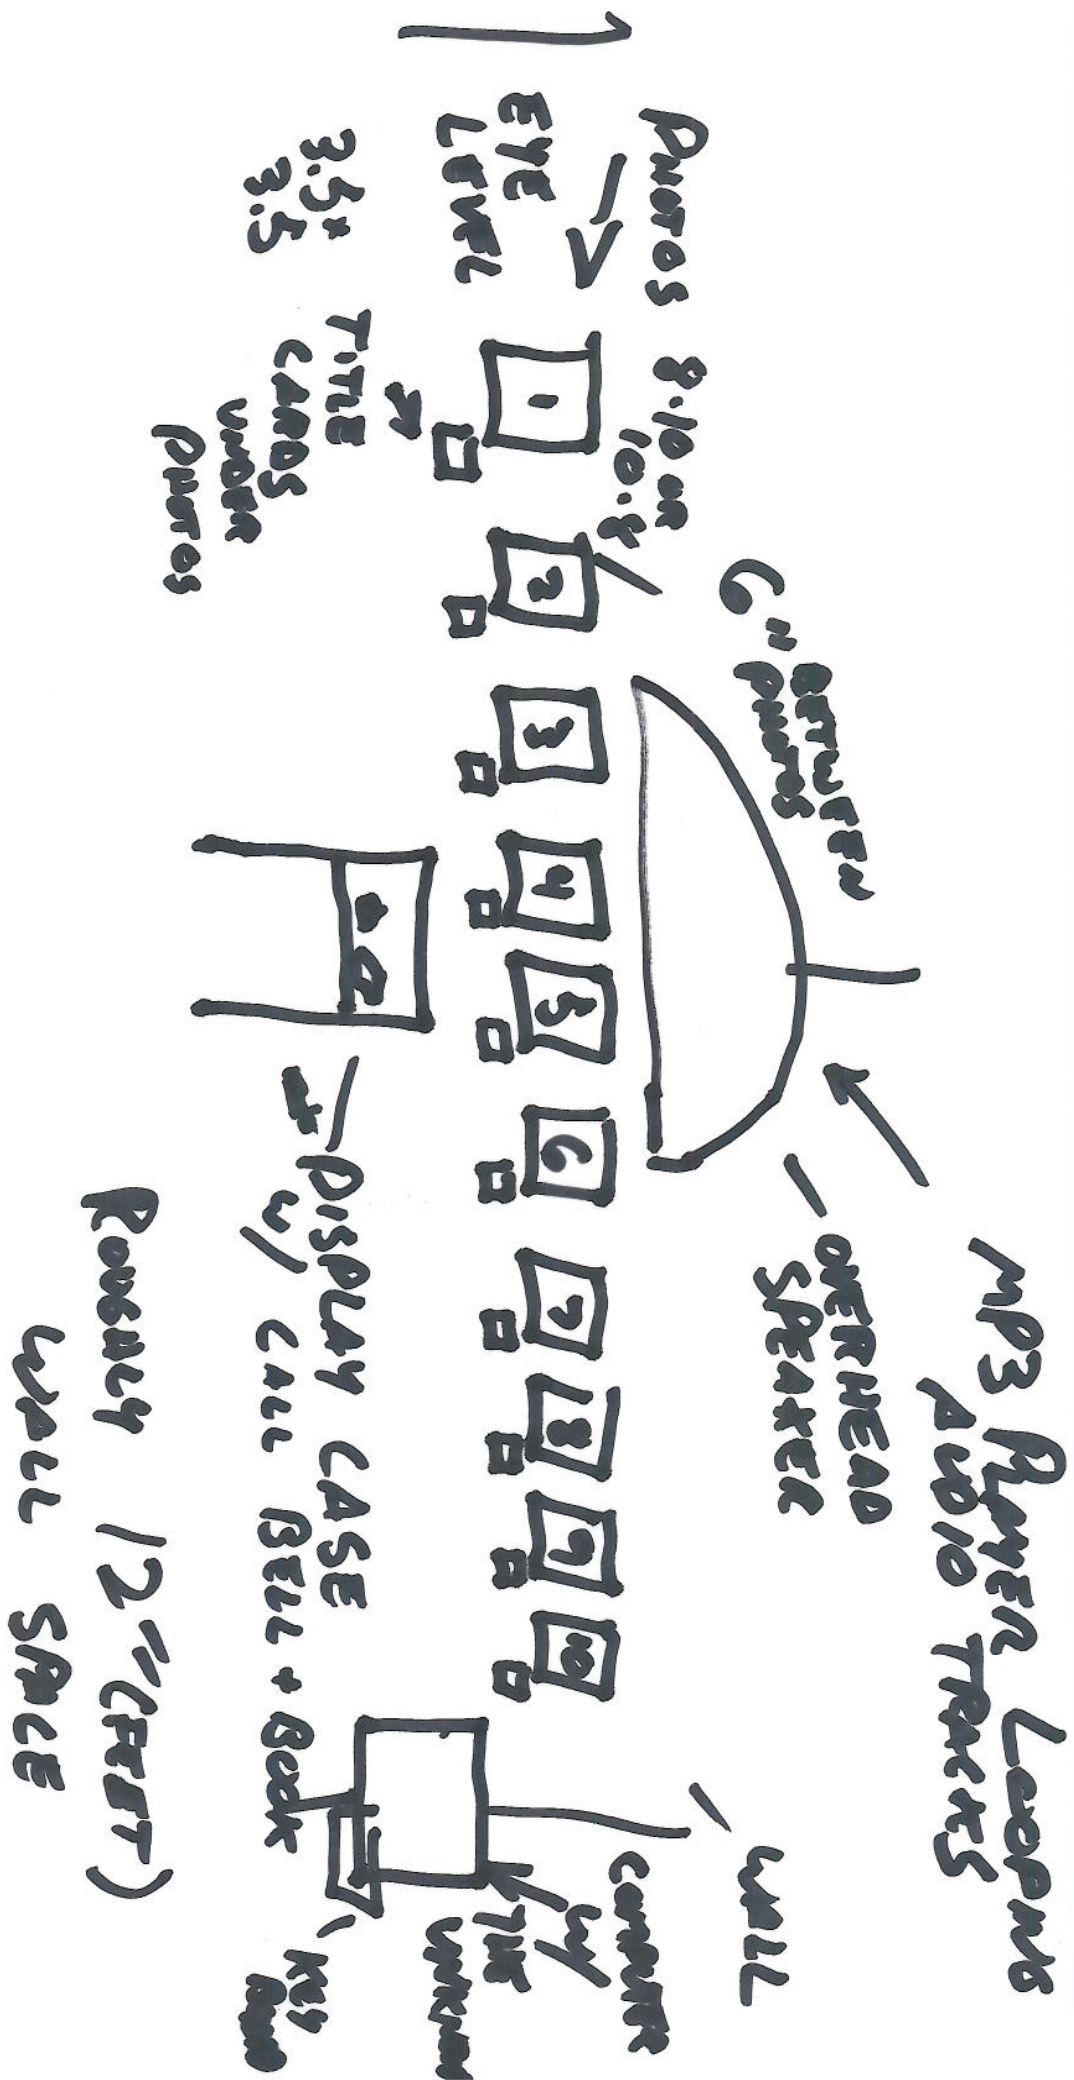 MP3 PLAYER LOOPING
AUDIO TRACKS
OVERHEAD
SPEAKER
6" BETWEEN
PHOTOS
PHOTOS 8·10 OR
10·8
EYE
LEVEL
3.5x
3.5
1
2
3
4
5
6
7
8
9
10
TITLE
CARDS
UNDER
PHOTOS
DISPLAY CASE
W/ CALL BELL + BOOK
WALL
COMPUTER
W/
THE
KEY
ROUGHLY 12" (FEET)
WALL SPACE